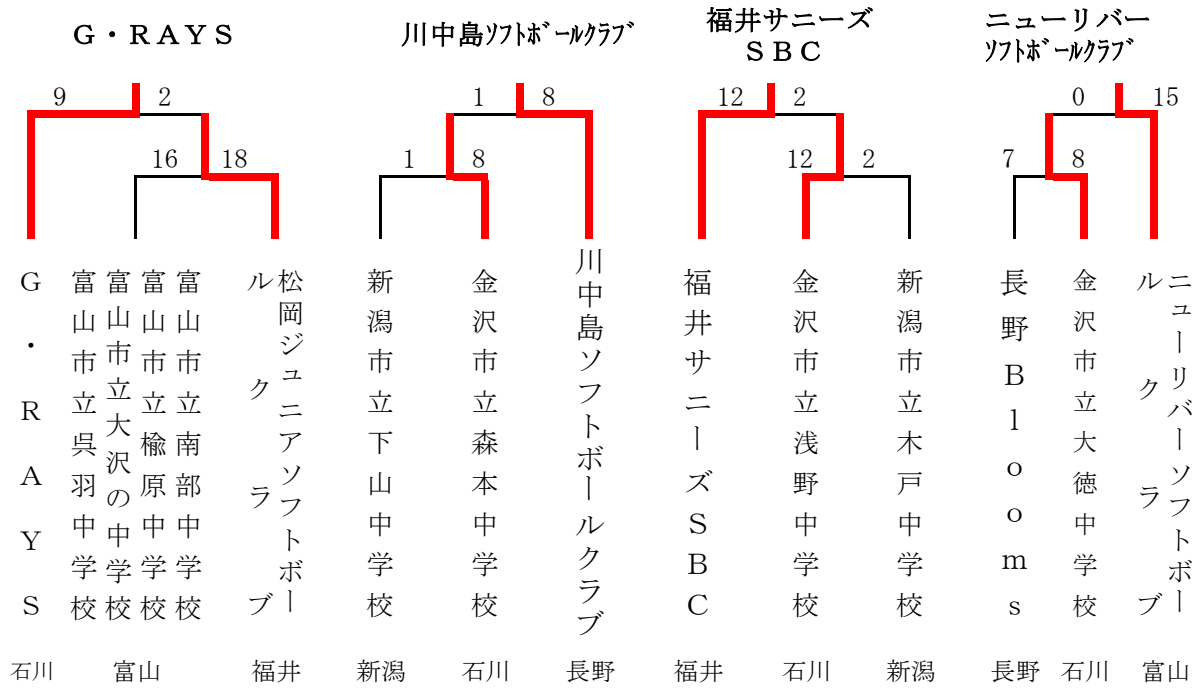 G・RAYS
川中島ｿﾌﾄﾎﾞｰﾙｸﾗﾌﾞ
福井サニーズ
SBC
ニューリバー
ｿﾌﾄﾎﾞｰﾙｸﾗﾌﾞ
9 2
1 8
12 2
0 15
16 18
1 8
12 2
7 8
G・RAYS
富山市立呉羽中学校
富山市立大沢の中学校
富山市立楡原中学校
富山市立南部中学校
松岡ジュニアソフトボー
ルクラブ
新潟市立下山中学校
金沢市立森本中学校
川中島ソフトボールクラブ
福井サニーズSBC
金沢市立浅野中学校
新潟市立木戸中学校
長野Blooms
金沢市立大徳中学校
ニューリバーソフトボー
ルクラブ
石川 富山 福井 新潟 石川 長野 福井 石川 新潟 長野 石川 富山